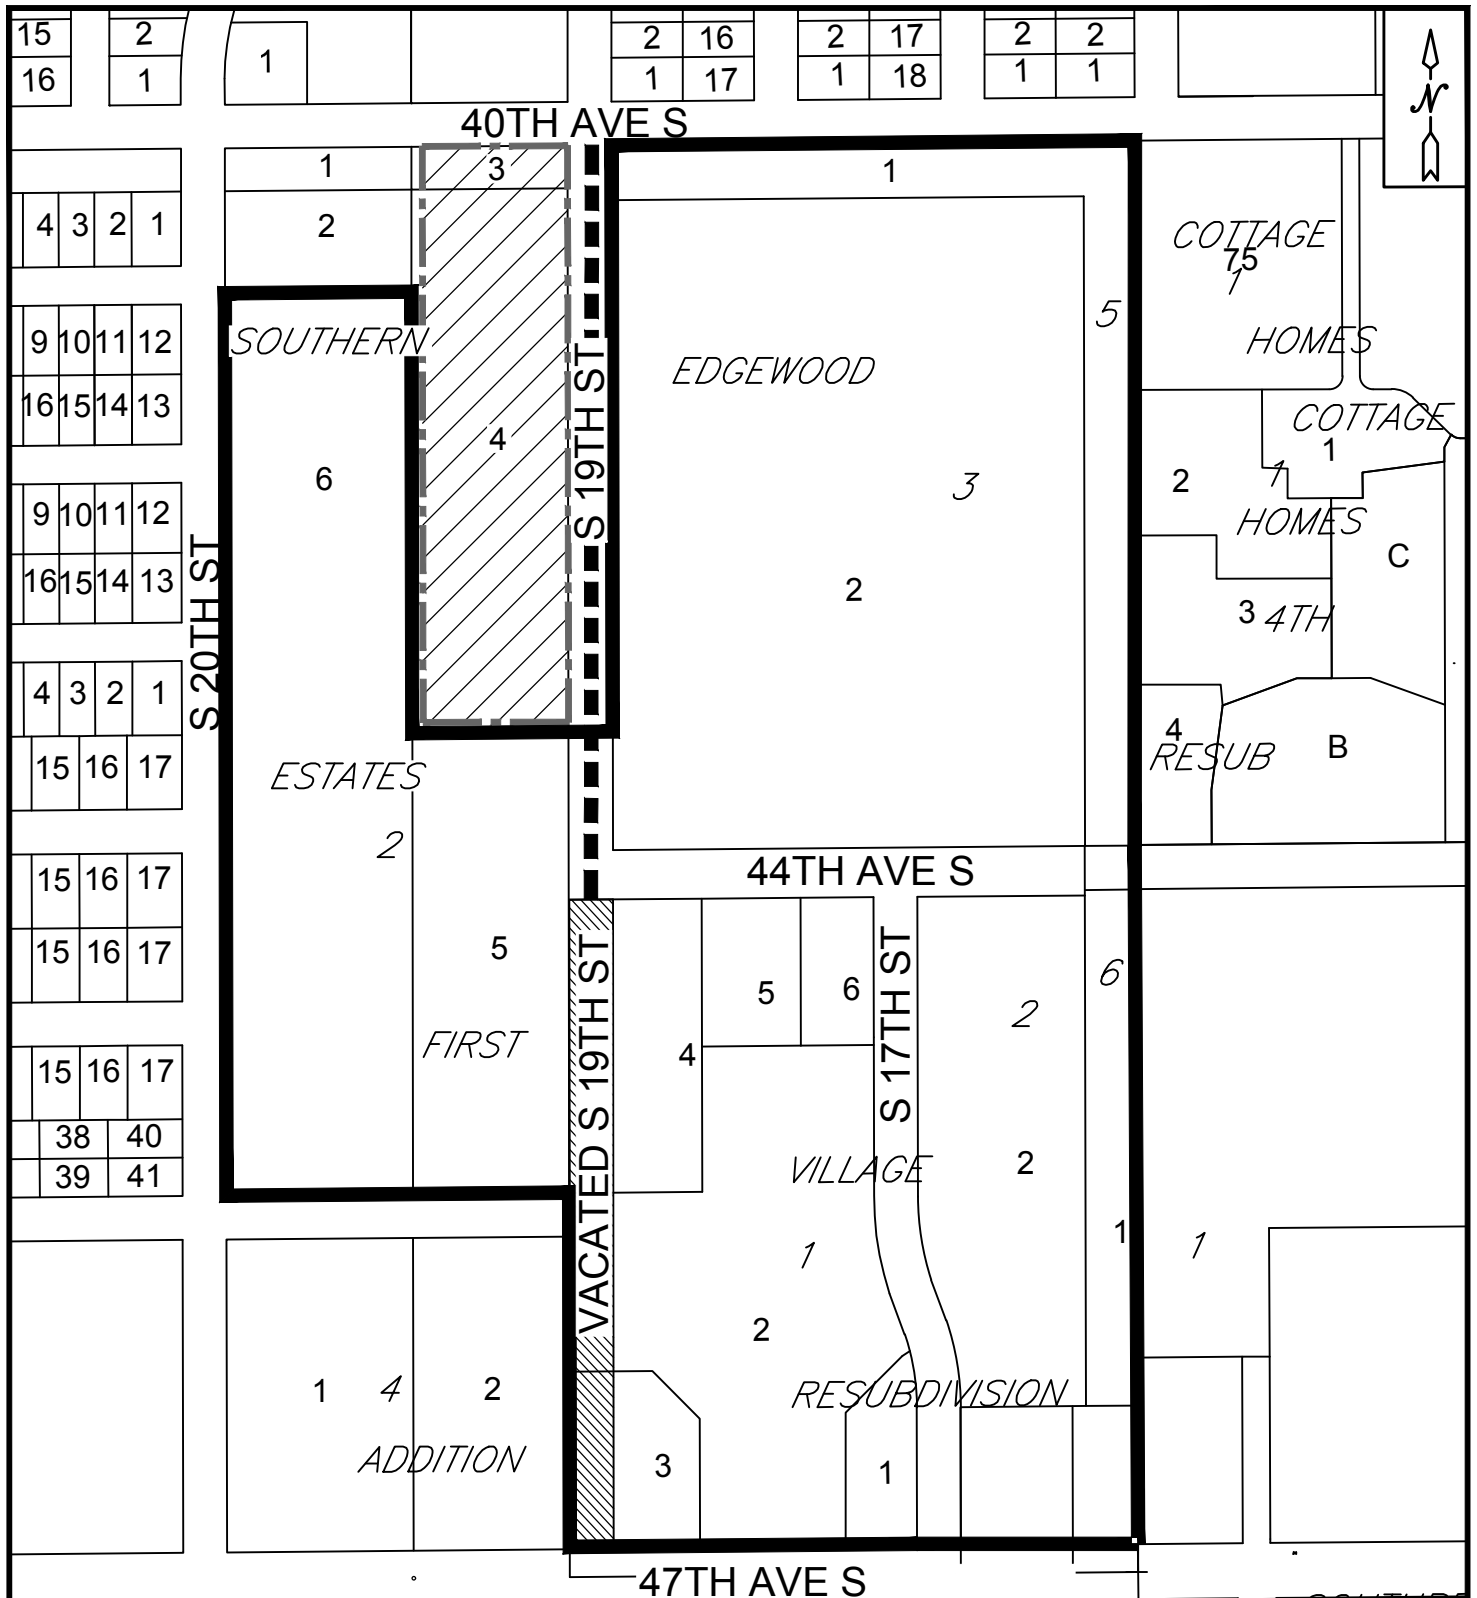 15
2
16
1
1
2 16
1 17
2 17
1 18
2 2
1 1
N
40TH AVE S
1
3
2
4
4 3 2 1
1
5
COTTAGE
75
1
HOMES
COTTAGE
1
1
HOMES
2
C
3 4TH
4
RESUB
B
9 10 11 12
16 15 14 13
9 10 11 12
16 15 14 13
4 3 2 1
15 16 17
15 16 17
15 16 17
15 16 17
38 40
39 41
S 20TH ST
SOUTHERN
6
ESTATES
2
5
FIRST
S 19TH ST
EDGEWOOD
3
2
44TH AVE S
VACATED S 19TH ST
4
5
6
S 17TH ST
2
6
2
VILLAGE
1
1
1
2
RESUBDIVISION
3
1
1 4 2
ADDITION
47TH AVE S